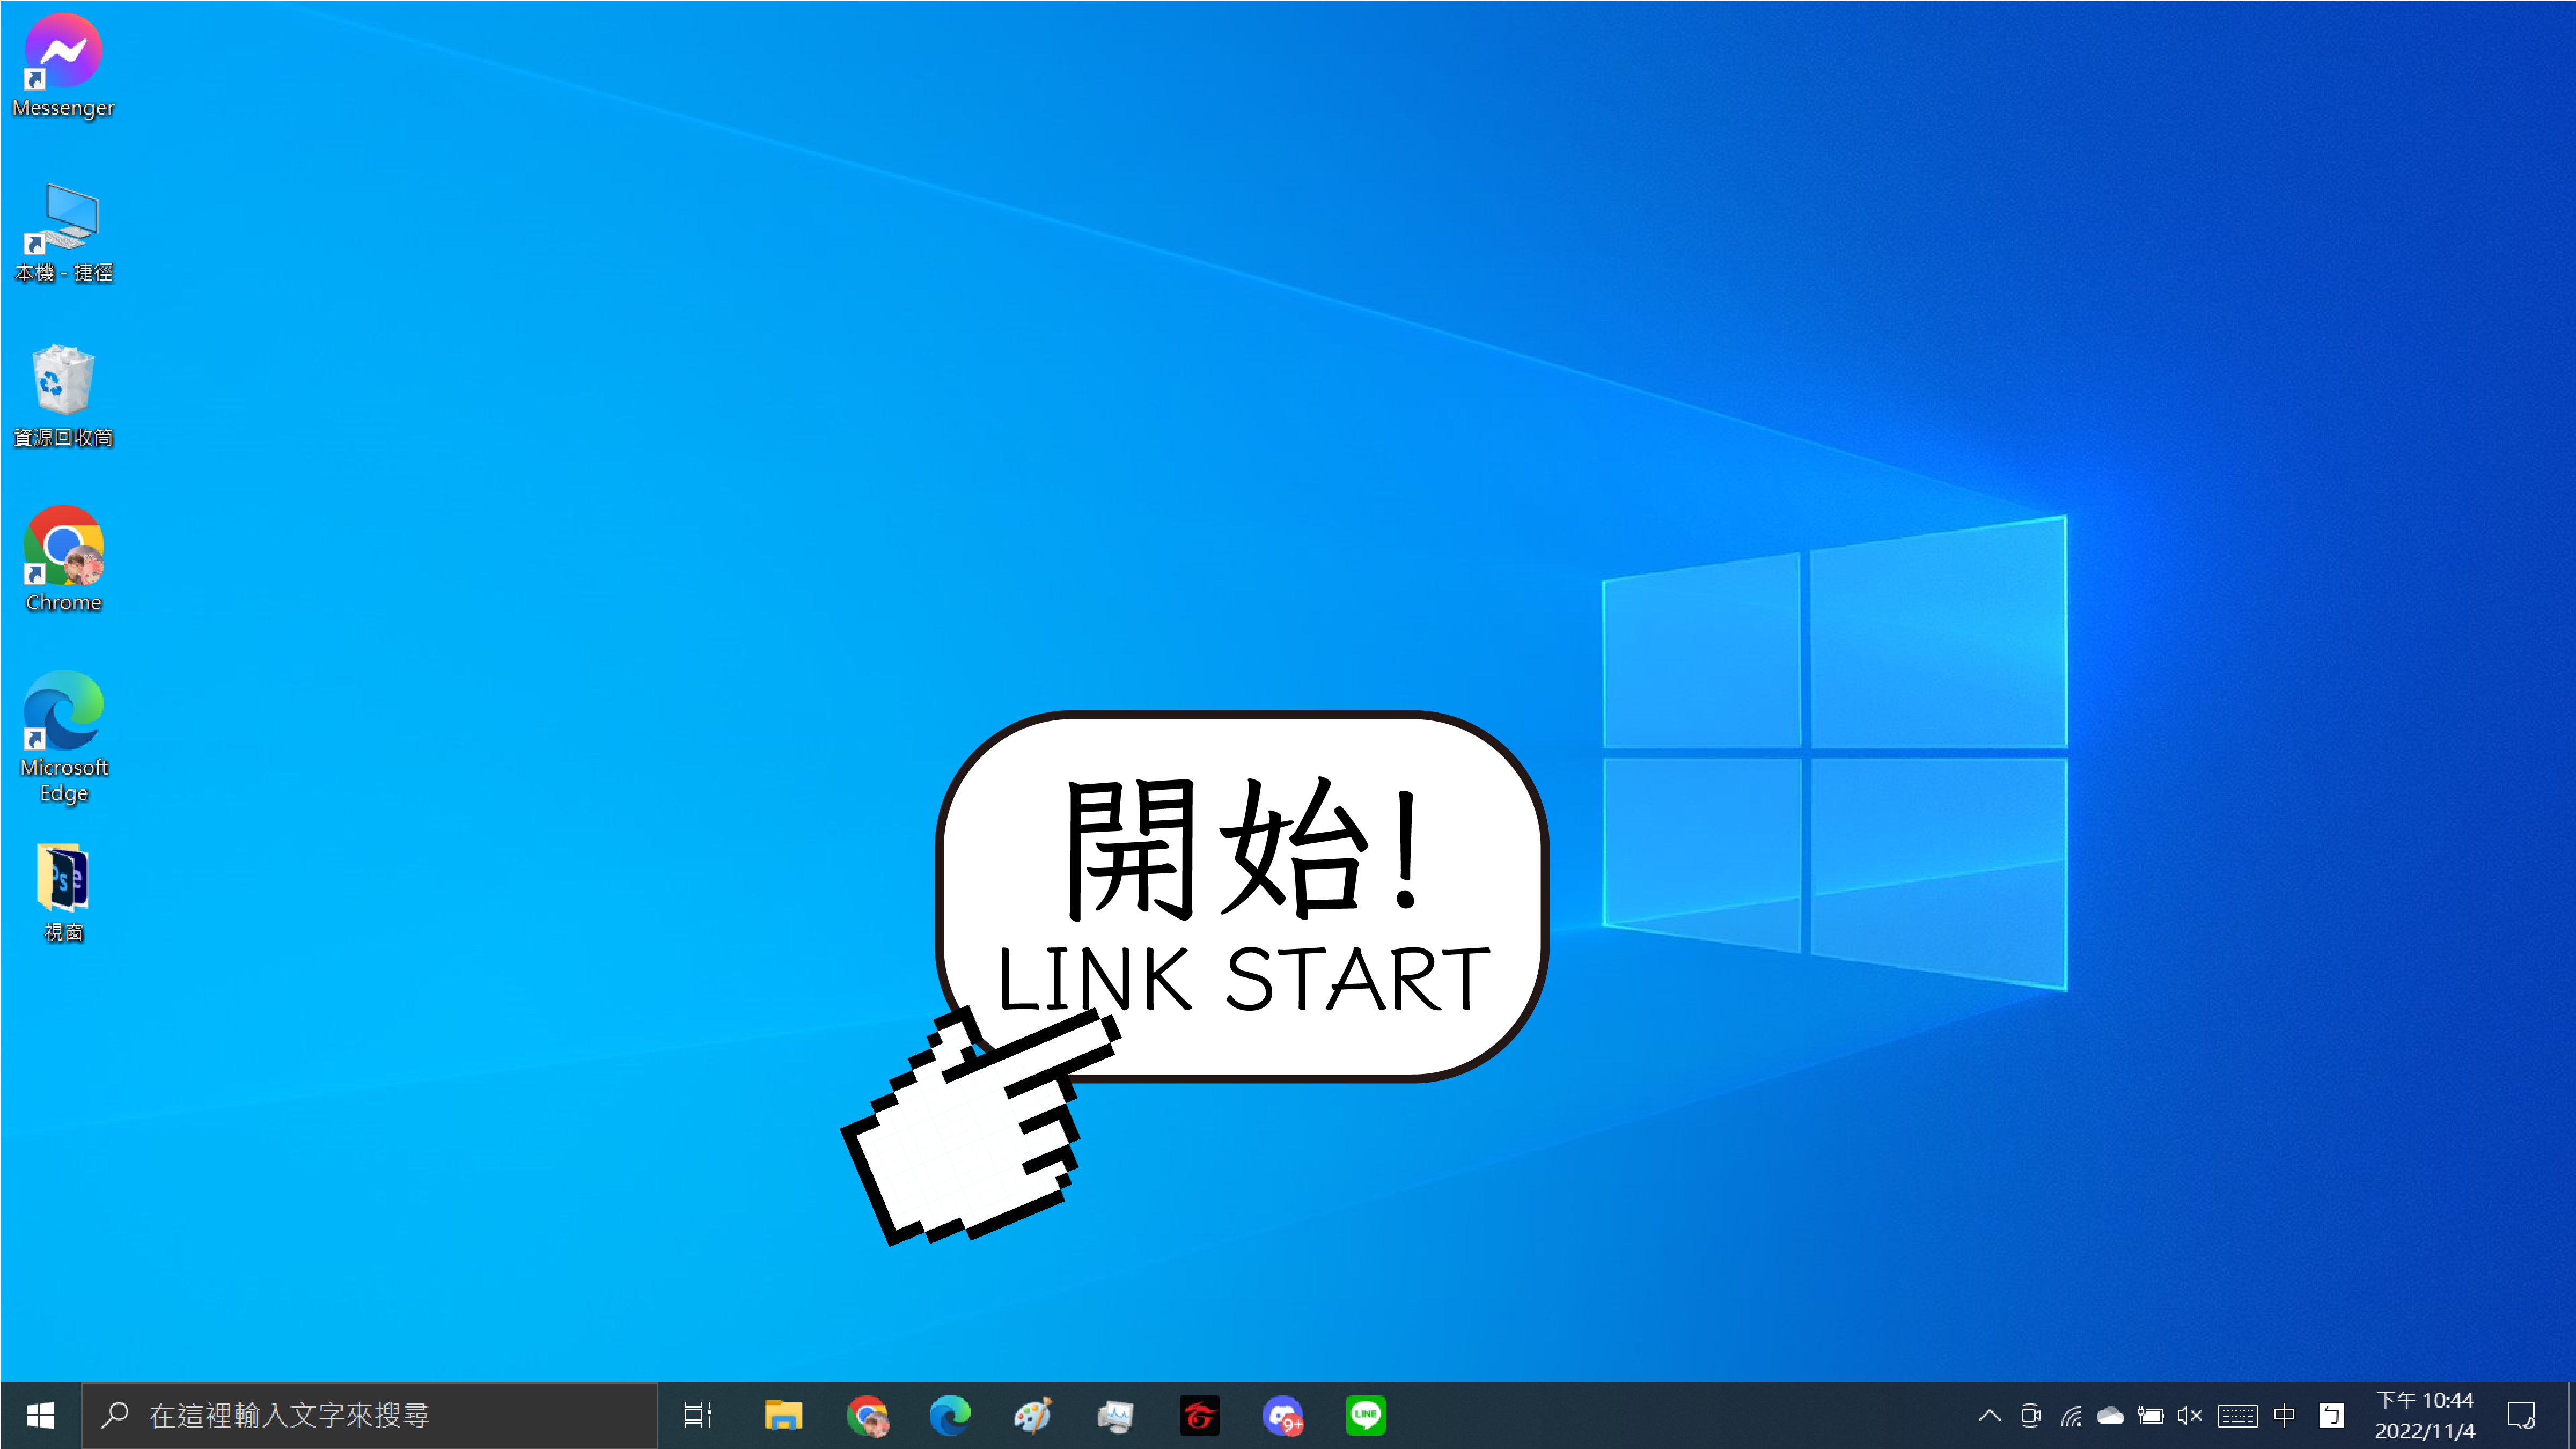 Messenger
本機 - 捷徑
資源回收筒
Chrome
Microsoft
Edge
Ps e
視窗
開始!
LINK START
在這裡輸入文字來搜尋
9+
LINE
中
ㄅ
下午 10:44
2022/11/4